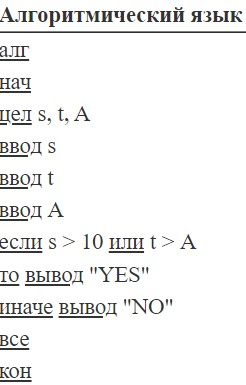 Алгоритмический язык
алг
нач
цел s, t, A
ввод s
ввод t
ввод A
если s > 10 или t > A
то вывод "YES"
иначе вывод "NO"
все
кон